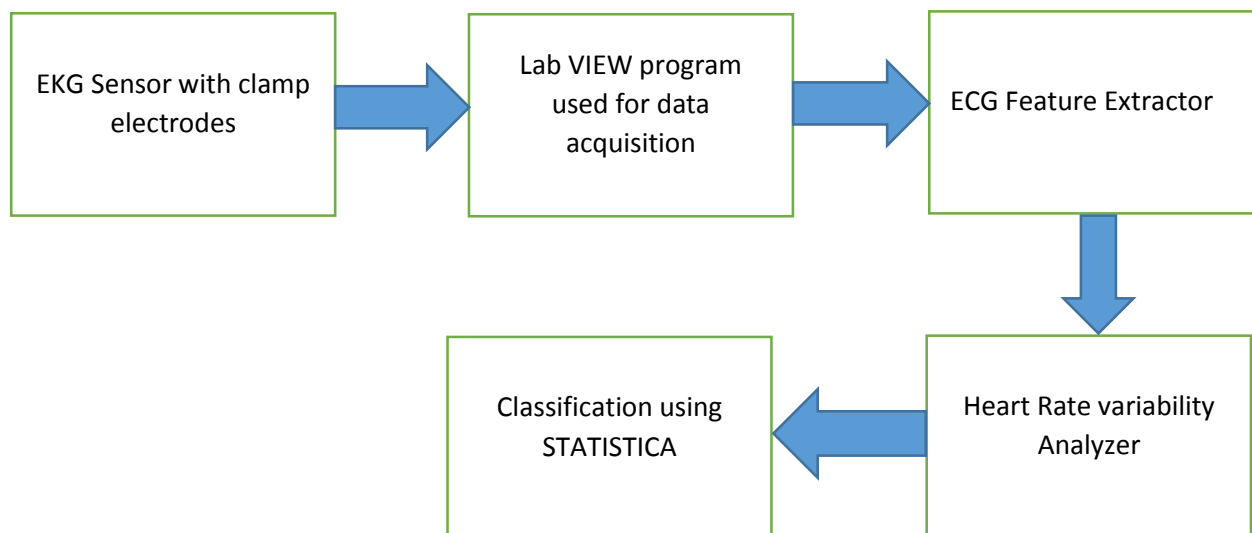 EKG Sensor with clamp
electrodes
Lab VIEW program
used for data
acquisition
ECG Feature Extractor
Heart Rate variability
Analyzer
Classification using
STATISTICA